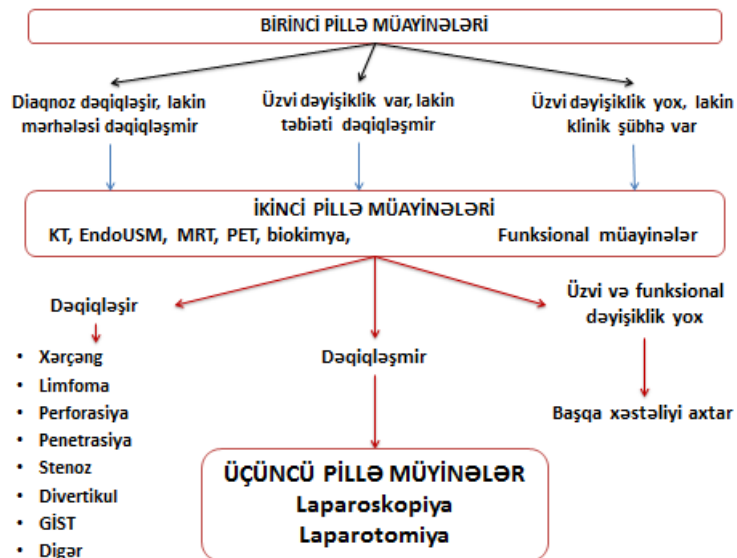 BİRİNCİ PİLLƏ MÜAYİNƏLƏRİ
Diaqnoz dəqiqləşir, lakin
mərhələsi dəqiqləşmir
Üzvi dəyişiklik var, lakin
təbiəti dəqiqləşmir
Üzvi dəyişiklik yox, lakin
klinik şübhə var
İKİNCİ PİLLƏ MÜAYİNƏLƏRİ
KT, EndoUSM, MRT, PET, biokimya, Funksional müayinələr
Dəqiqləşir
• Xərçəng
• Limfoma
• Perforasiya
• Penetrasiya
• Stenoz
• Divertikul
• GİST
• Digər
Dəqiqləşmir
Üzvi və funksional
dəyişiklik yox
Başqa xəstəliyi axtar
ÜÇÜNCÜ PİLLƏ MÜYİNƏLƏR
Laparoskopiya
Laparotomiya